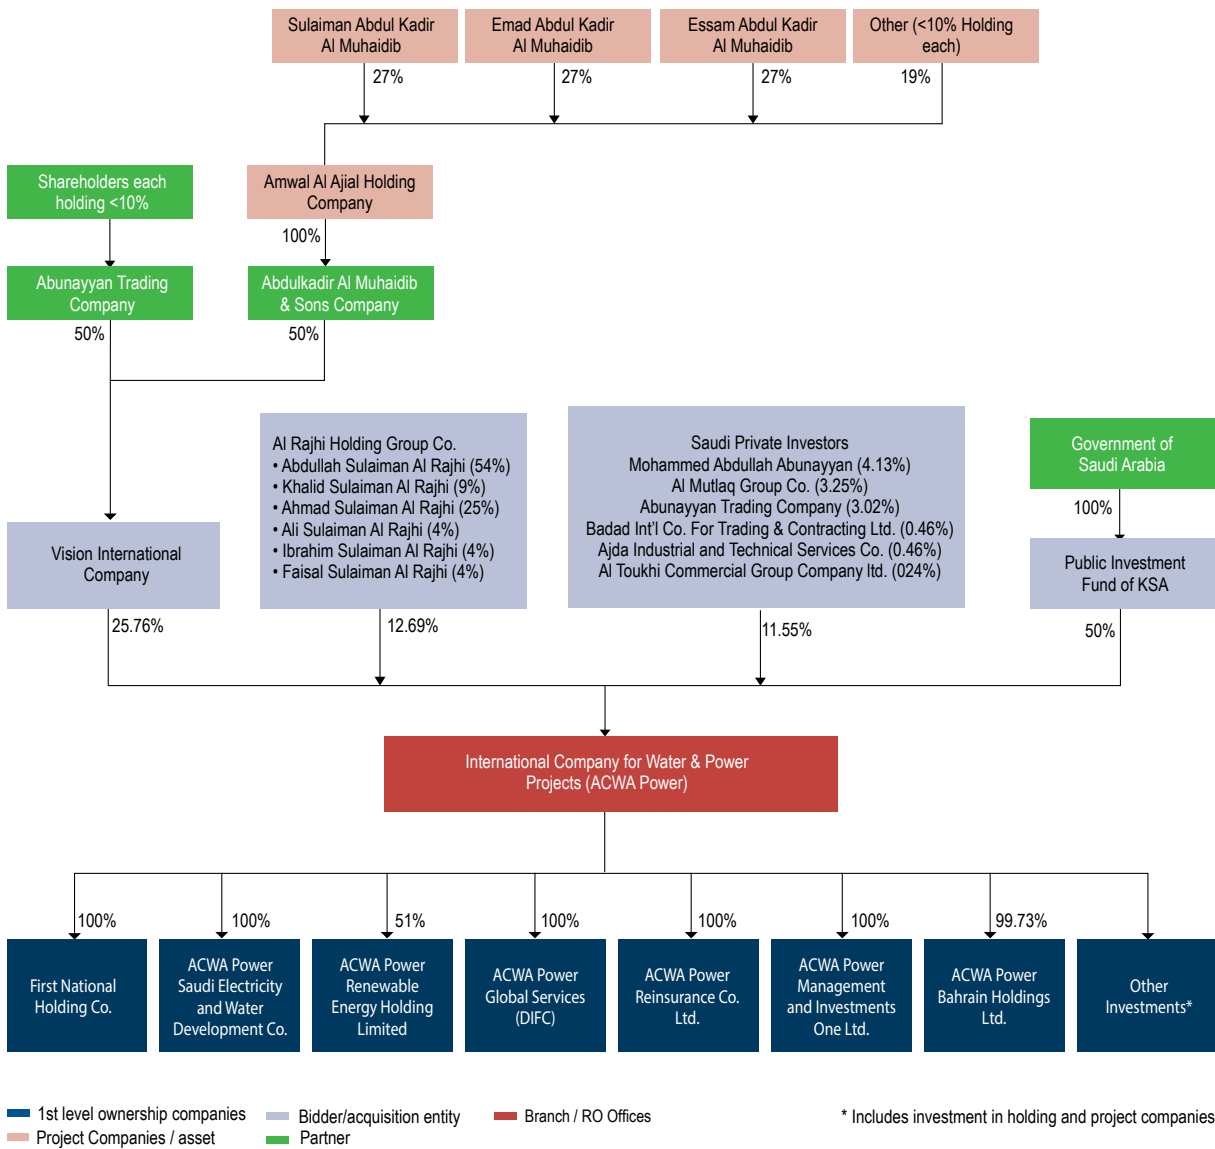 Sulaiman Abdul Kadir
Al Muhaidib
Emad Abdul Kadir
Al Muhaidib
Essam Abdul Kadir
Al Muhaidib
Other (<10% Holding
each)
27%
27%
27%
19%
Shareholders each
holding <10%
Amwal Al Ajial Holding
Company
100%
Abunayyan Trading
Company
Abdulkadir Al Muhaidib
& Sons Company
50%
50%
Vision International
Company
Al Rajhi Holding Group Co.
• Abdullah Sulaiman Al Rajhi (54%)
• Khalid Sulaiman Al Rajhi (9%)
• Ahmad Sulaiman Al Rajhi (25%)
• Ali Sulaiman Al Rajhi (4%)
• Ibrahim Sulaiman Al Rajhi (4%)
• Faisal Sulaiman Al Rajhi (4%)
Saudi Private Investors
Mohammed Abdullah Abunayyan (4.13%)
Al Mutlaq Group Co. (3.25%)
Abunayyan Trading Company (3.02%)
Badad Int'l Co. For Trading & Contracting Ltd. (0.46%)
Ajda Industrial and Technical Services Co. (0.46%)
Al Toukhi Commercial Group Company ltd. (024%)
Government of
Saudi Arabia
100%
Public Investment
Fund of KSA
25.76%
12.69%
11.55%
50%
International Company for Water & Power
Projects (ACWA Power)
100%
100%
51%
100%
100%
100%
99.73%
First National
Holding Co.
ACWA Power
Saudi Electricity
and Water
Development Co.
ACWA Power
Renewable
Energy Holding
Limited
ACWA Power
Global Services
(DIFC)
ACWA Power
Reinsurance Co.
Ltd.
ACWA Power
Management
and Investments
One Ltd.
ACWA Power
Bahrain Holdings
Ltd.
Other
Investments*
1st level ownership companies
Bidder/acquisition entity
Branch / RO Offices
* Includes investment in holding and project companies
Project Companies / asset
Partner